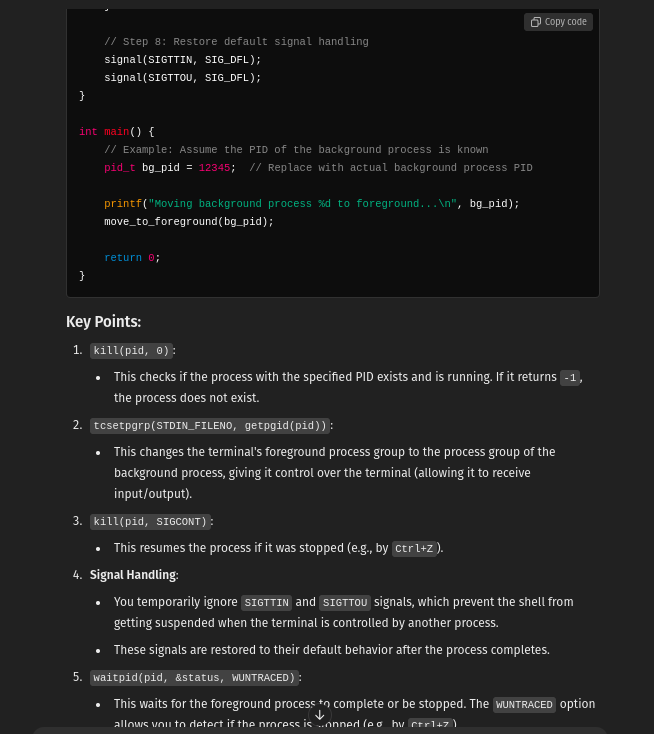 }
Copy code
// Step 8: Restore default signal handling
signal(SIGTTIN, SIG_DFL);
signal(SIGTTOU, SIG_DFL);
}
int main() {
// Example: Assume the PID of the background process is known
pid_t bg_pid = 12345;  // Replace with actual background process PID
printf("Moving background process %d to foreground...\n", bg_pid);
move_to_foreground(bg_pid);
return 0;
}
Key Points:
1. kill(pid, 0):
• This checks if the process with the specified PID exists and is running. If it returns -1,
the process does not exist.
2. tcsetpgrp(STDIN_FILENO, getpgid(pid)):
• This changes the terminal's foreground process group to the process group of the
background process, giving it control over the terminal (allowing it to receive
input/output).
3. kill(pid, SIGCONT):
• This resumes the process if it was stopped (e.g., by Ctrl+Z).
4. Signal Handling:
• You temporarily ignore SIGTTIN and SIGTTOU signals, which prevent the shell from
getting suspended when the terminal is controlled by another process.
• These signals are restored to their default behavior after the process completes.
5. waitpid(pid, &status, WUNTRACED):
• This waits for the foreground process to complete or be stopped. The WUNTRACED option
allows you to detect if the process is stopped (e.g., by Ctrl+Z).